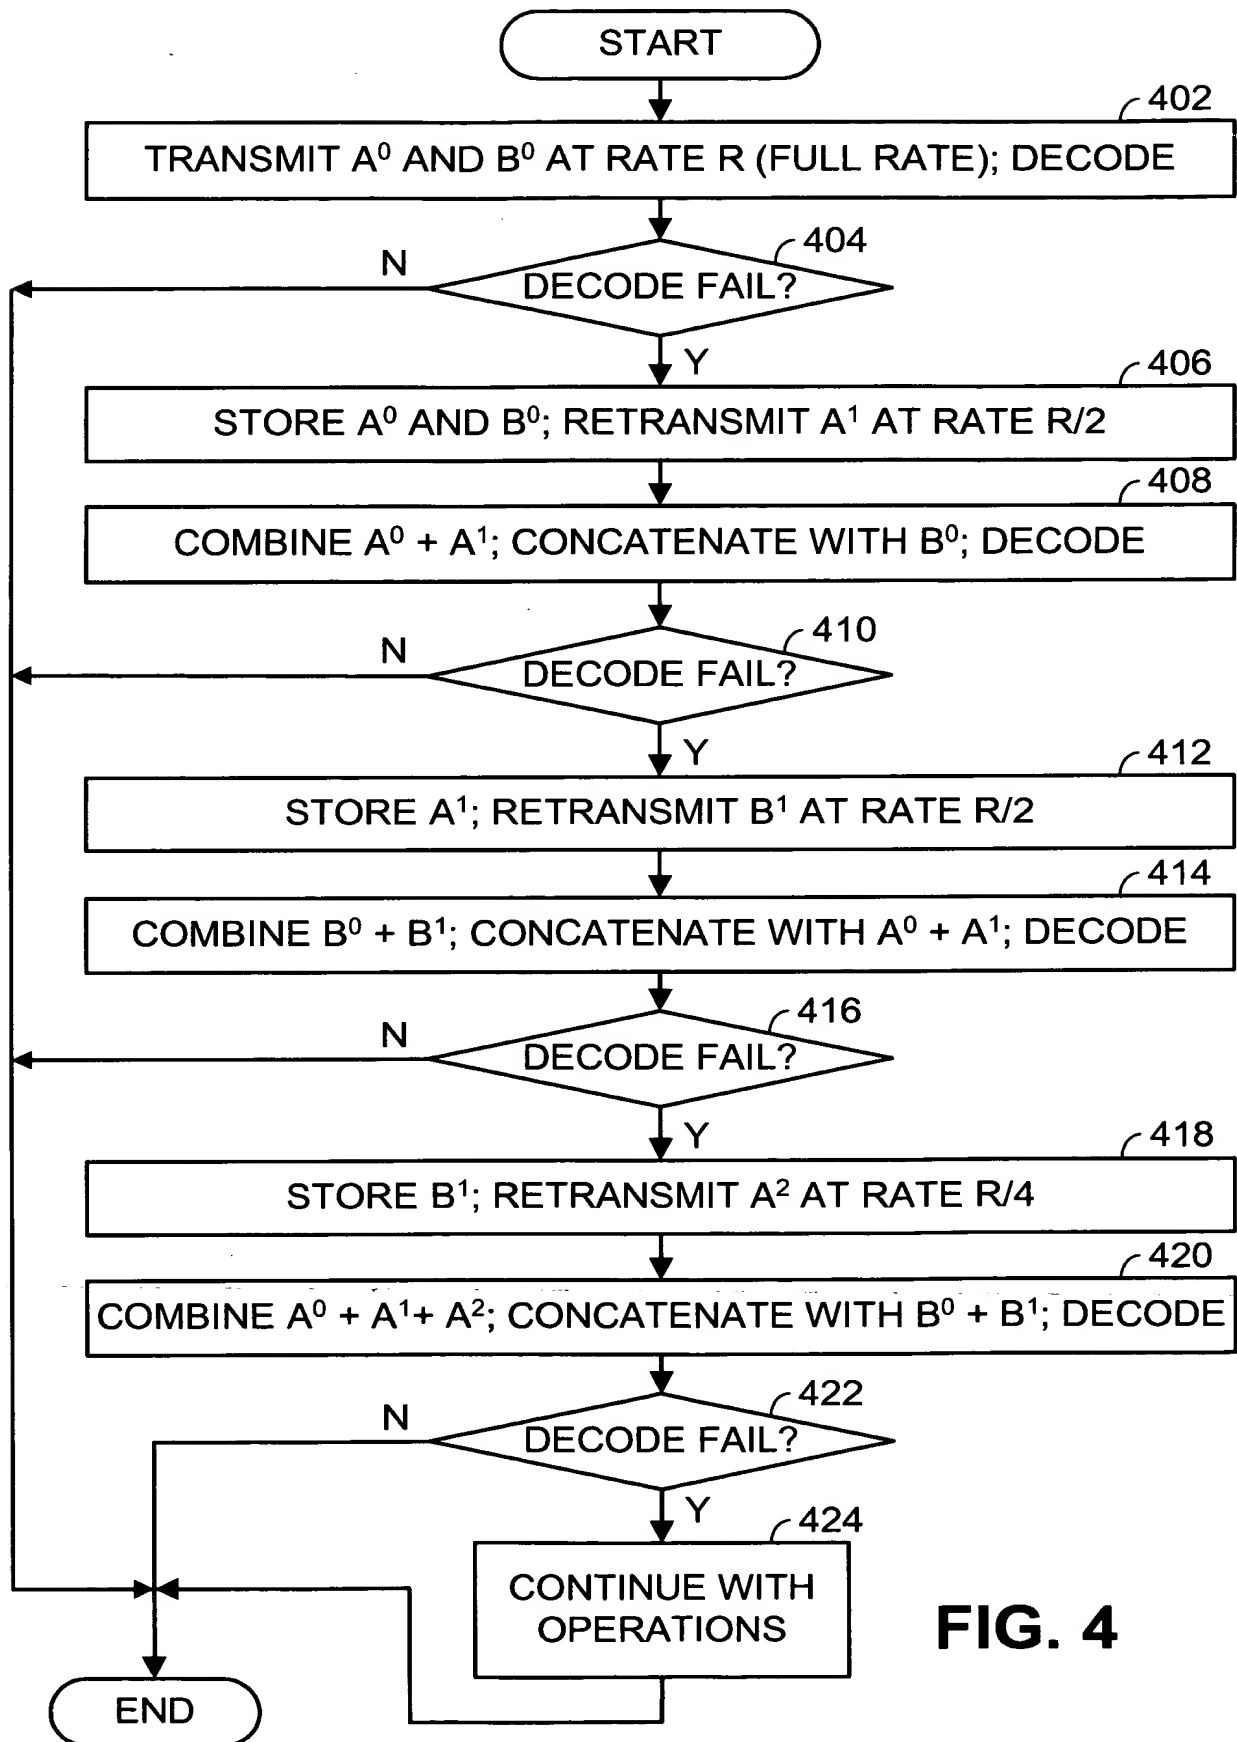 START
402
TRANSMIT A⁰ AND B⁰ AT RATE R (FULL RATE); DECODE
404
N
DECODE FAIL?
Y
406
STORE A⁰ AND B⁰; RETRANSMIT A¹ AT RATE R/2
408
COMBINE A⁰ + A¹; CONCATENATE WITH B⁰; DECODE
410
N
DECODE FAIL?
Y
412
STORE A¹; RETRANSMIT B¹ AT RATE R/2
414
COMBINE B⁰ + B¹; CONCATENATE WITH A⁰ + A¹; DECODE
416
N
DECODE FAIL?
Y
418
STORE B¹; RETRANSMIT A² AT RATE R/4
420
COMBINE A⁰ + A¹+ A²; CONCATENATE WITH B⁰ + B¹; DECODE
422
N
DECODE FAIL?
Y
424
CONTINUE WITH
OPERATIONS
FIG. 4
END